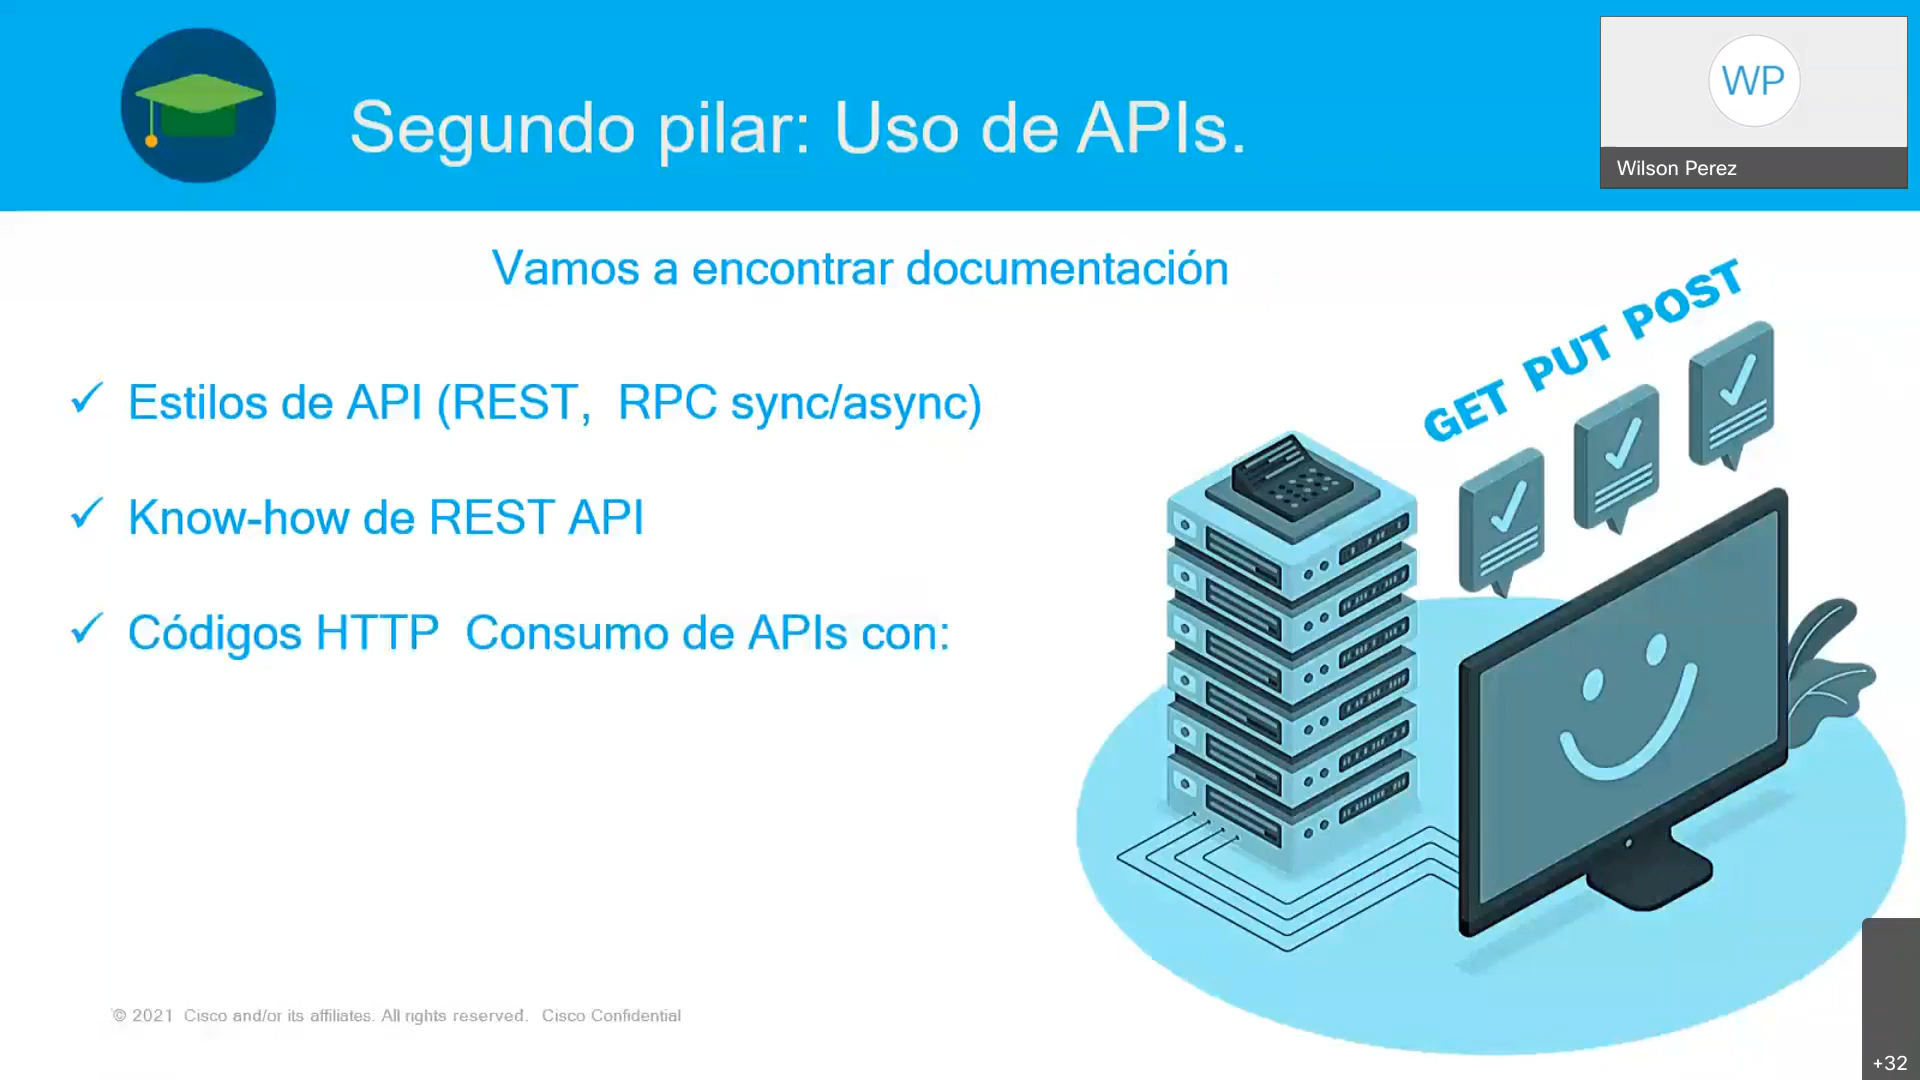 Segundo pilar: Uso de APIs.
WP
Wilson Perez
Vamos a encontrar documentación
GET PUT POST
✓ Estilos de API (REST, RPC sync/async)
✓ Know-how de REST API
✓ Códigos HTTP Consumo de APIs con:
© 2021 Cisco and/or its affiliates. All rights reserved. Cisco Confidential
+32